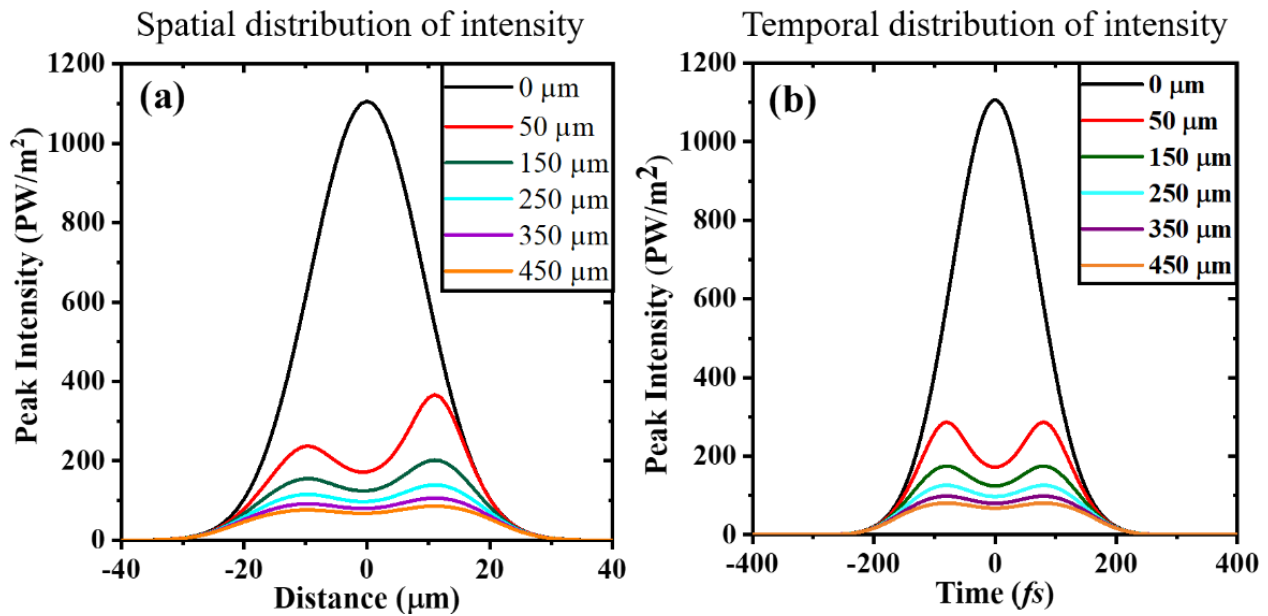 Spatial distribution of intensity
(a)
0 µm
50 µm
150 µm
250 µm
350 µm
450 µm
1200
1000
800
600
400
200
0
Peak Intensity (PW/m²)
-40
-20
0
20
40
Distance (µm)
Temporal distribution of intensity
(b)
0 µm
50 µm
150 µm
250 µm
350 µm
450 µm
1200
1000
800
600
400
200
0
Peak Intensity (PW/m²)
-400
-200
0
200
400
Time (fs)